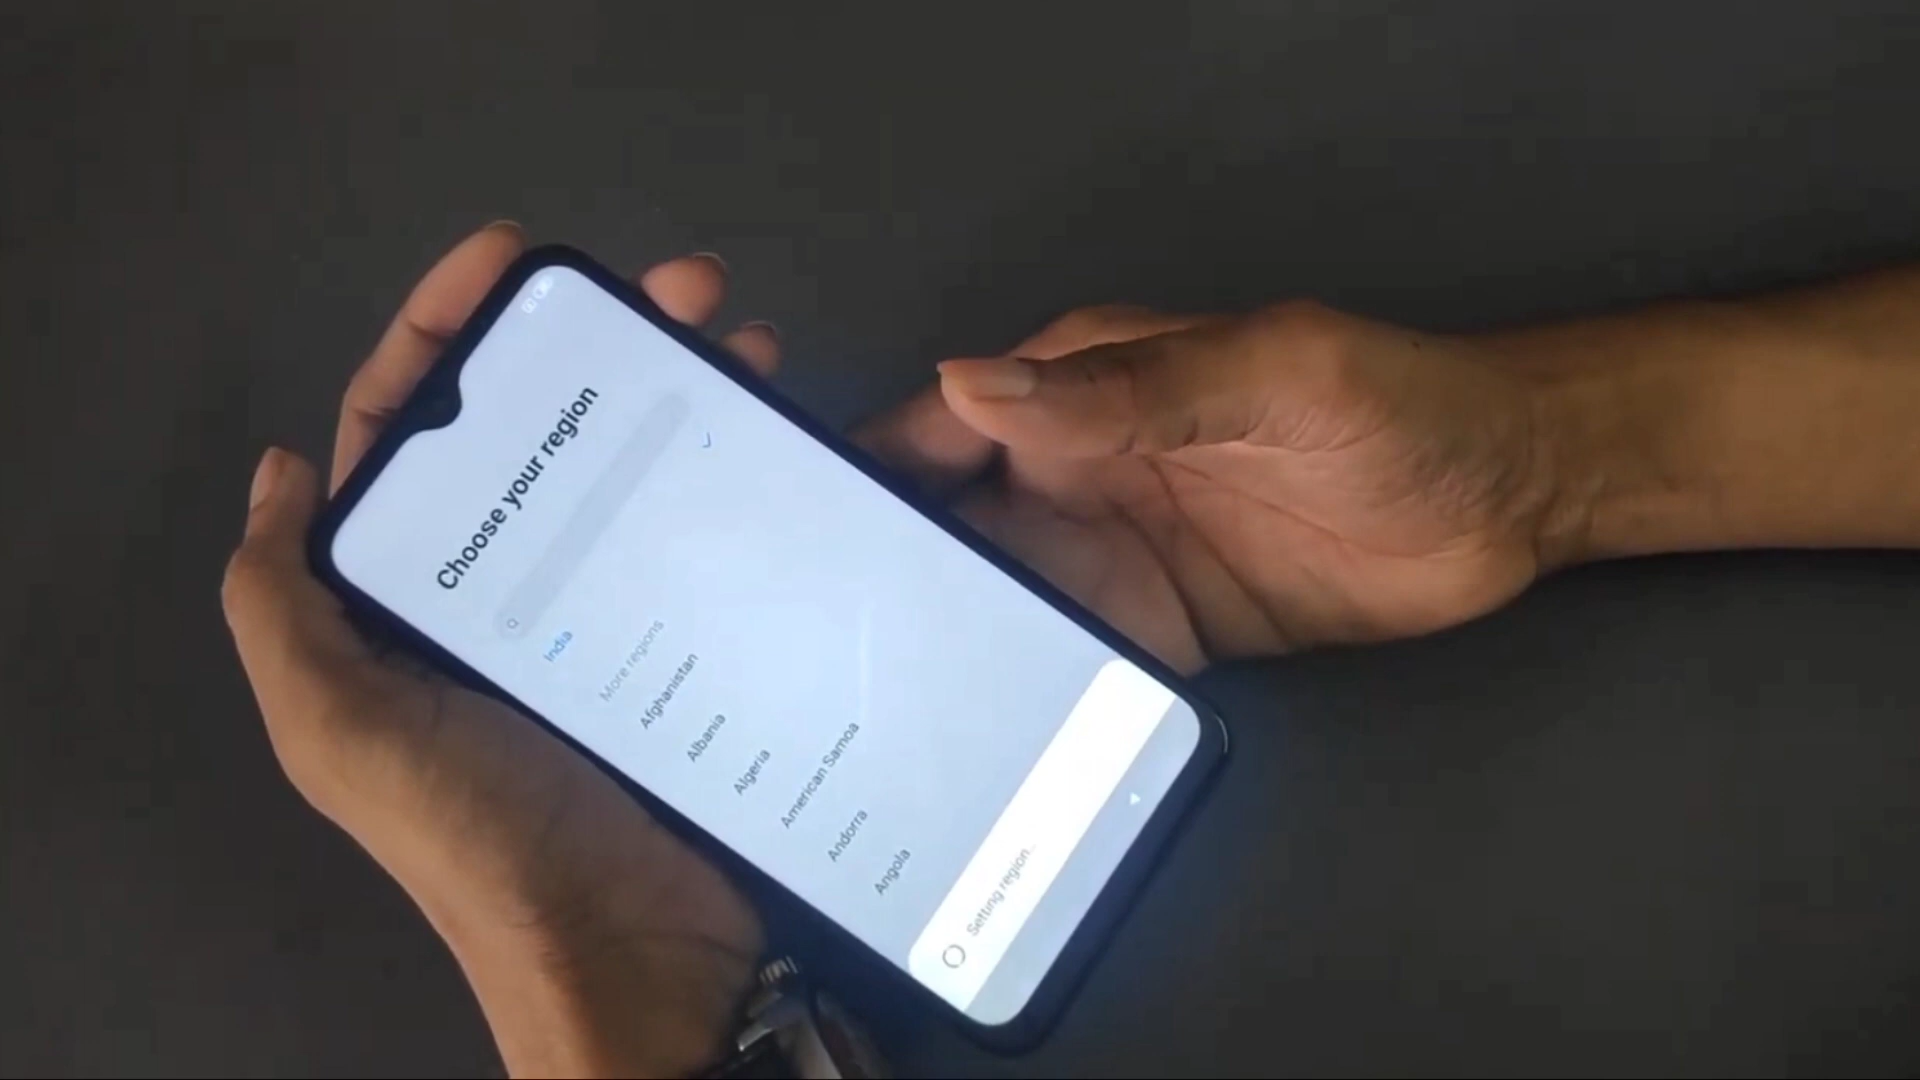 Choose your region
India
More regions
Afghanistan
Albania
Algeria
American Samoa
Andorra
Angola
Setting region...